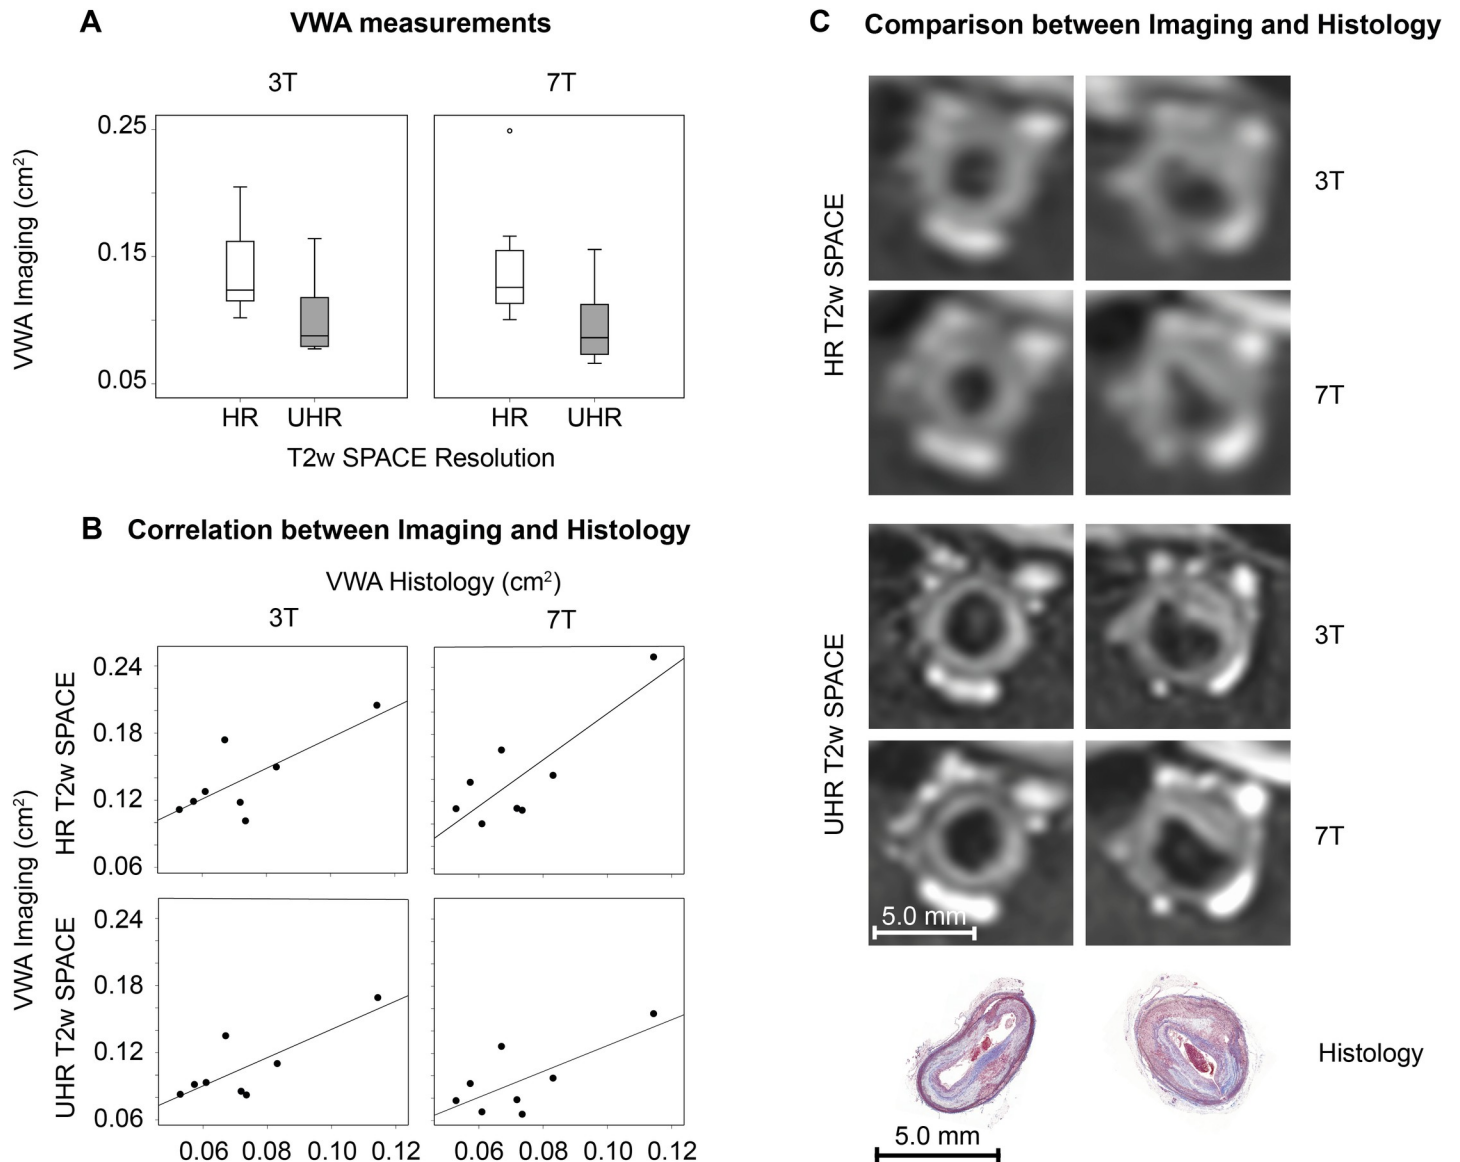 A VWA measurements
3T 7T
VWA Imaging (cm²)
0.25
0.15
0.05
HR UHR HR UHR
T2w SPACE Resolution
B Correlation between Imaging and Histology
VWA Histology (cm²)
3T 7T
VWA Imaging (cm²)
HR T2w SPACE
0.24
0.18
0.12
0.06
UHR T2w SPACE
0.24
0.18
0.12
0.06
0.06 0.08 0.10 0.12 0.06 0.08 0.10 0.12
C Comparison between Imaging and Histology
HR T2w SPACE
3T
7T
UHR T2w SPACE
3T
7T
5.0 mm
Histology
5.0 mm